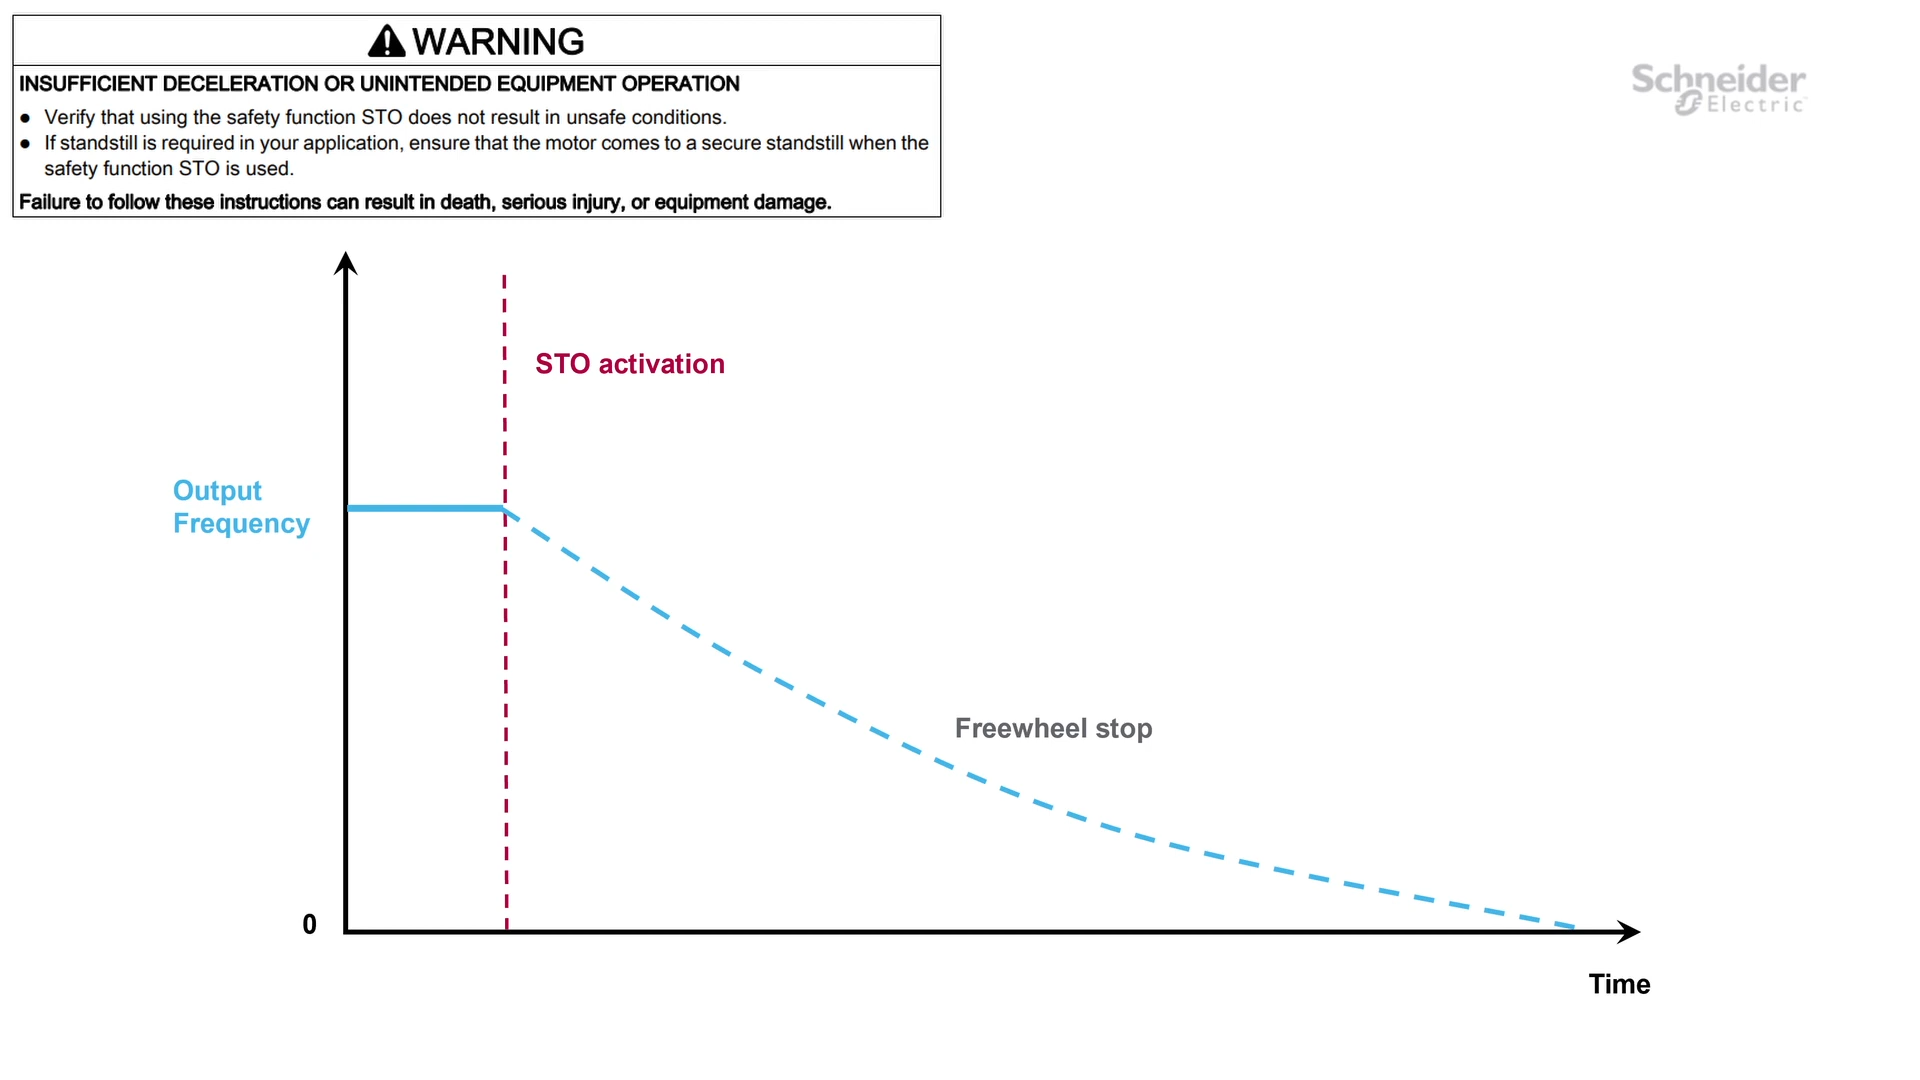 WARNING
INSUFFICIENT DECELERATION OR UNINTENDED EQUIPMENT OPERATION
● Verify that using the safety function STO does not result in unsafe conditions.
● If standstill is required in your application, ensure that the motor comes to a secure standstill when the
safety function STO is used.
Failure to follow these instructions can result in death, serious injury, or equipment damage.
Schneider
Electric
STO activation
Output
Frequency
Freewheel stop
0
Time